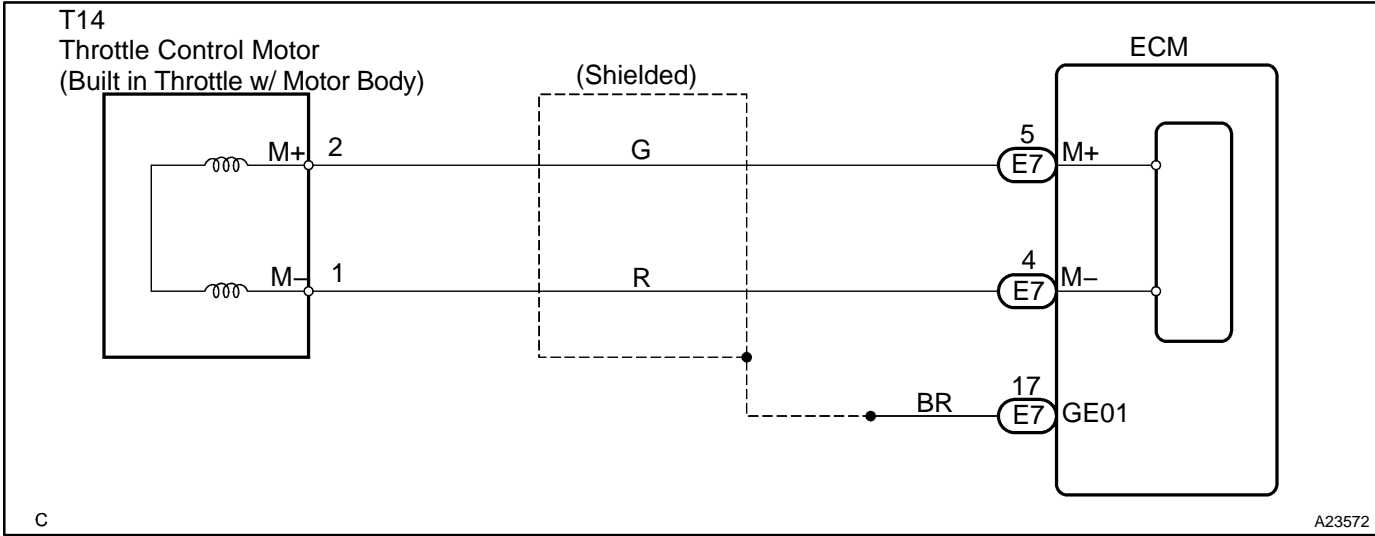 T14
Throttle Control Motor
(Built in Throttle w/ Motor Body)
(Shielded)
ECM
M+
2
G
5
E7
M+
M−
1
R
4
E7
M−
BR
17
E7
GE01
C
A23572